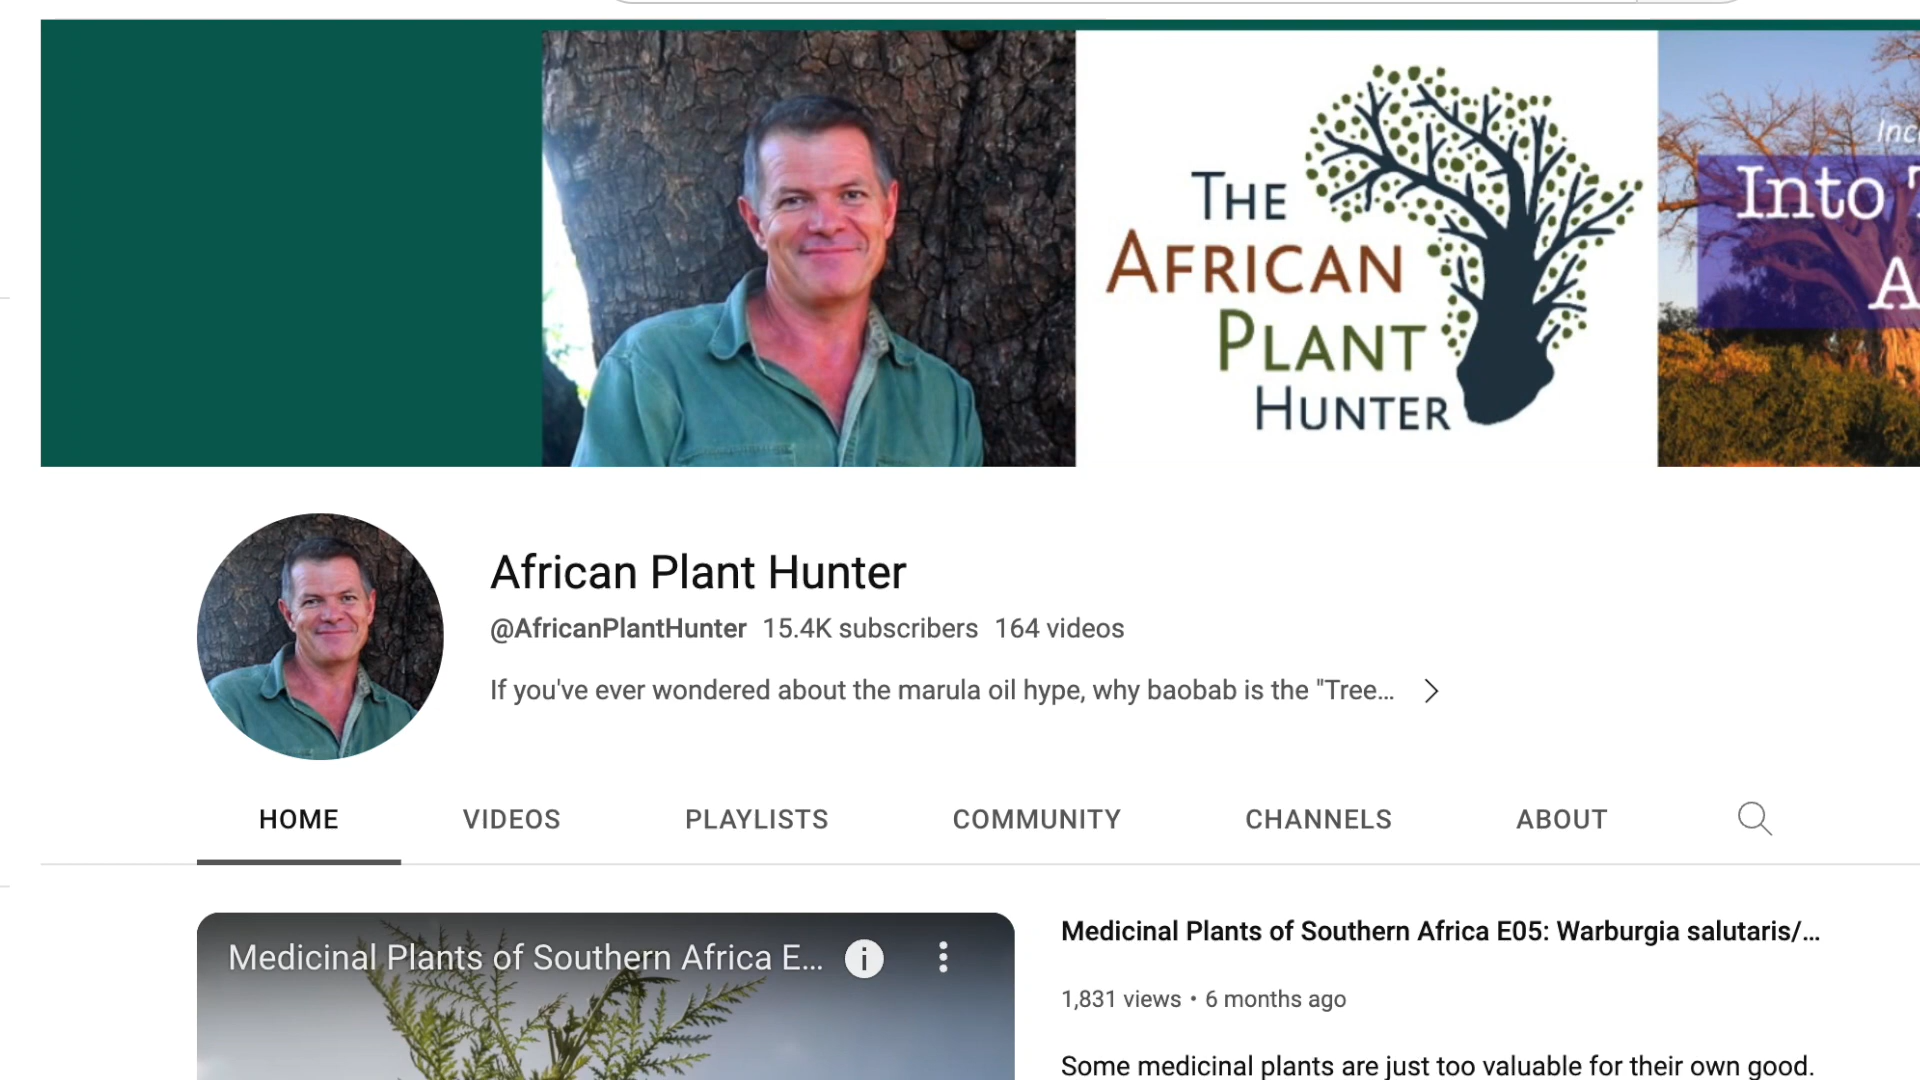 THE
AFRICAN
PLANT
HUNTER
Into
African Plant Hunter
@AfricanPlantHunter 15.4K subscribers 164 videos
If you've ever wondered about the marula oil hype, why baobab is the "Tree...
HOME VIDEOS PLAYLISTS COMMUNITY CHANNELS ABOUT
Medicinal Plants of Southern Africa E...
Medicinal Plants of Southern Africa E05: Warburgia salutaris/...
1,831 views • 6 months ago
Some medicinal plants are just too valuable for their own good.